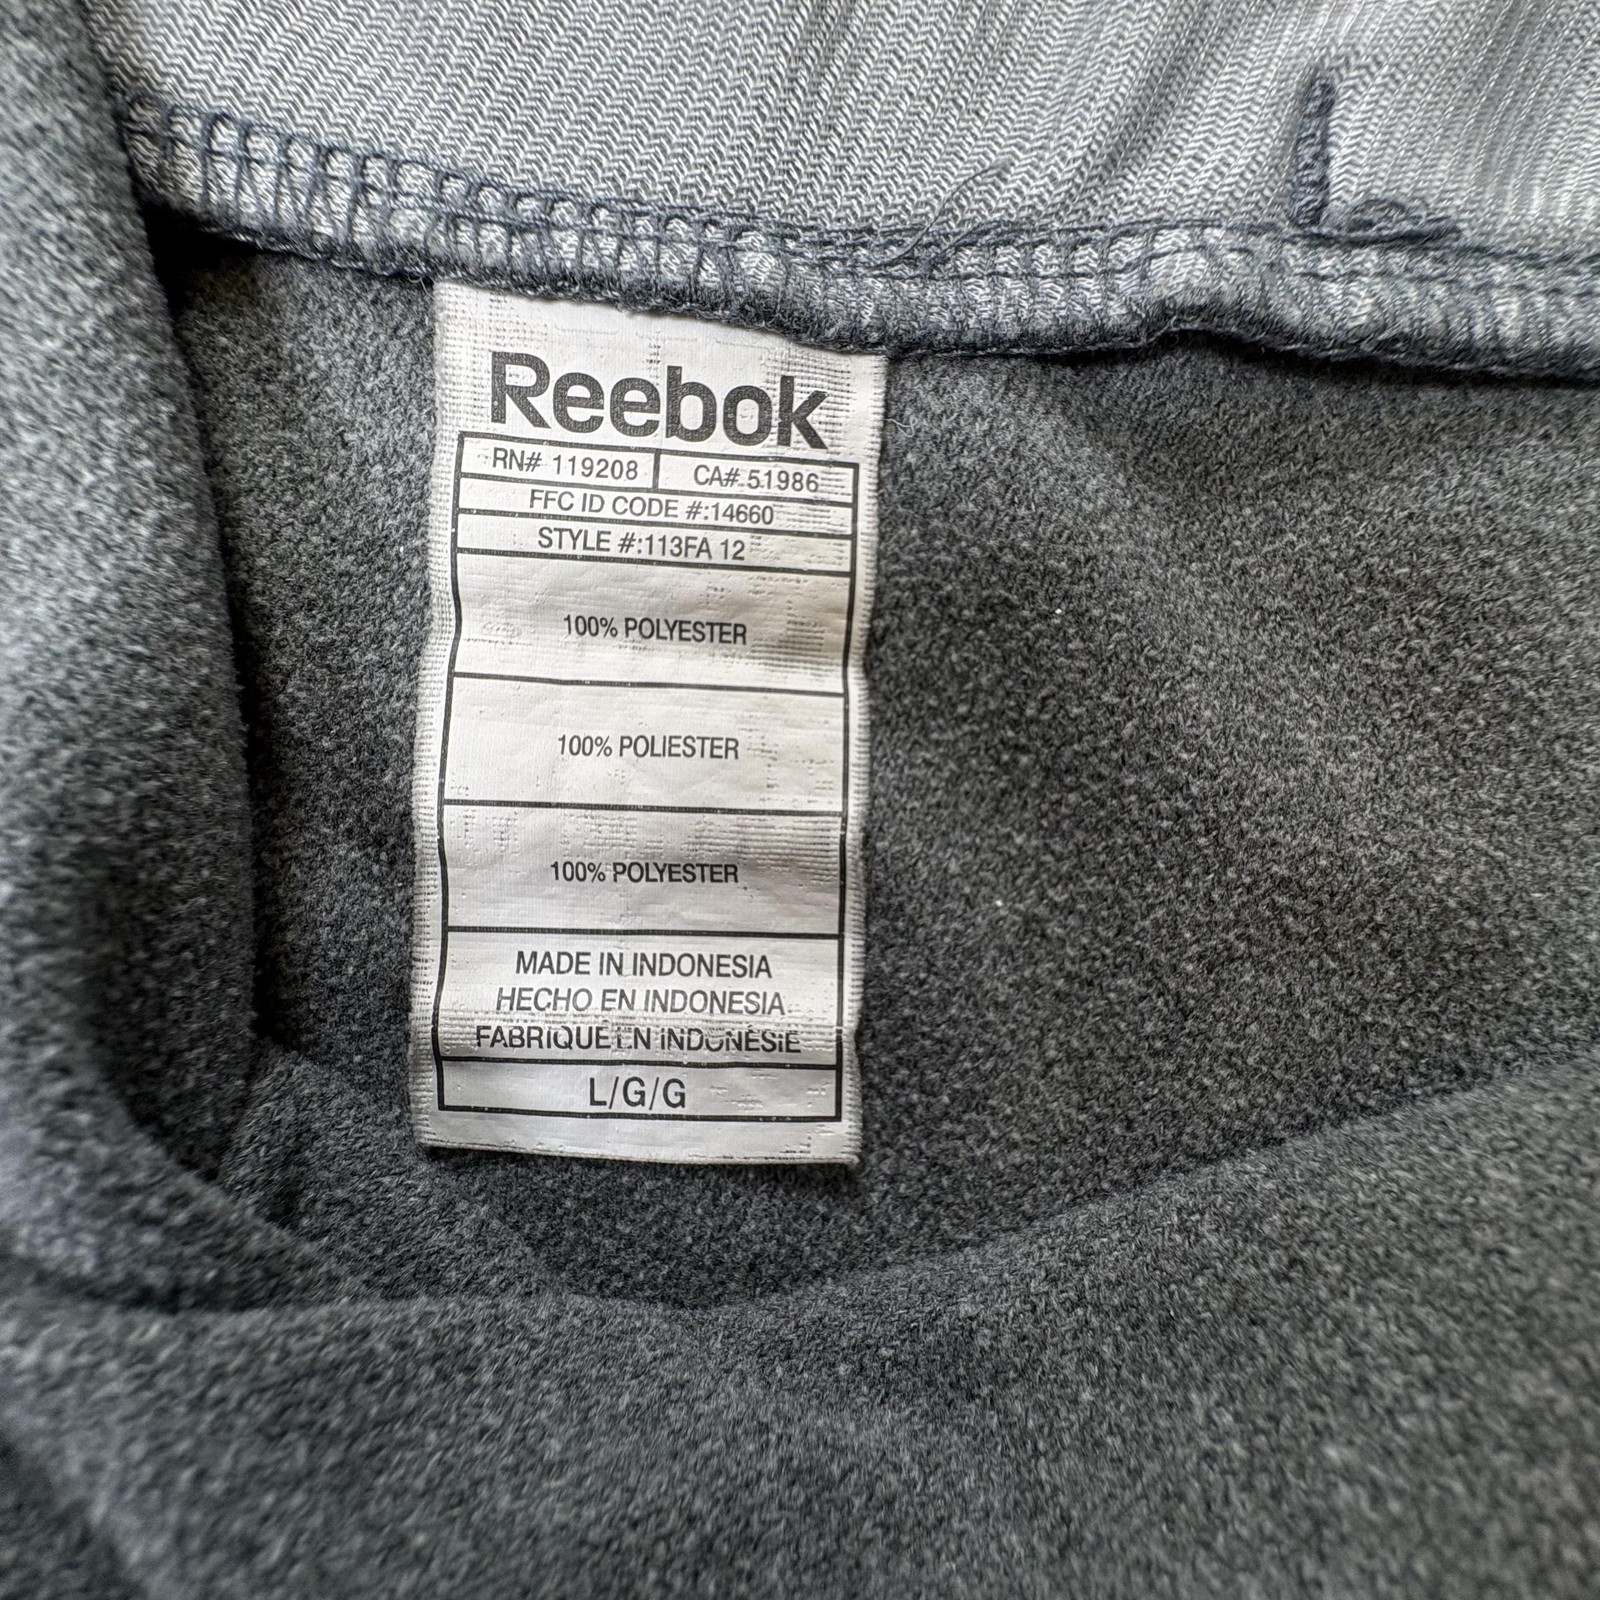 Reebok
RN# 119208 CA# 51986
FFC ID CODE #:14660
STYLE #:113FA 12
100% POLYESTER
100% POLIESTER
100% POLYESTER
MADE IN INDONESIA
HECHO EN INDONESIA
FABRIQUÉ EN INDONÉSIE
L/G/G